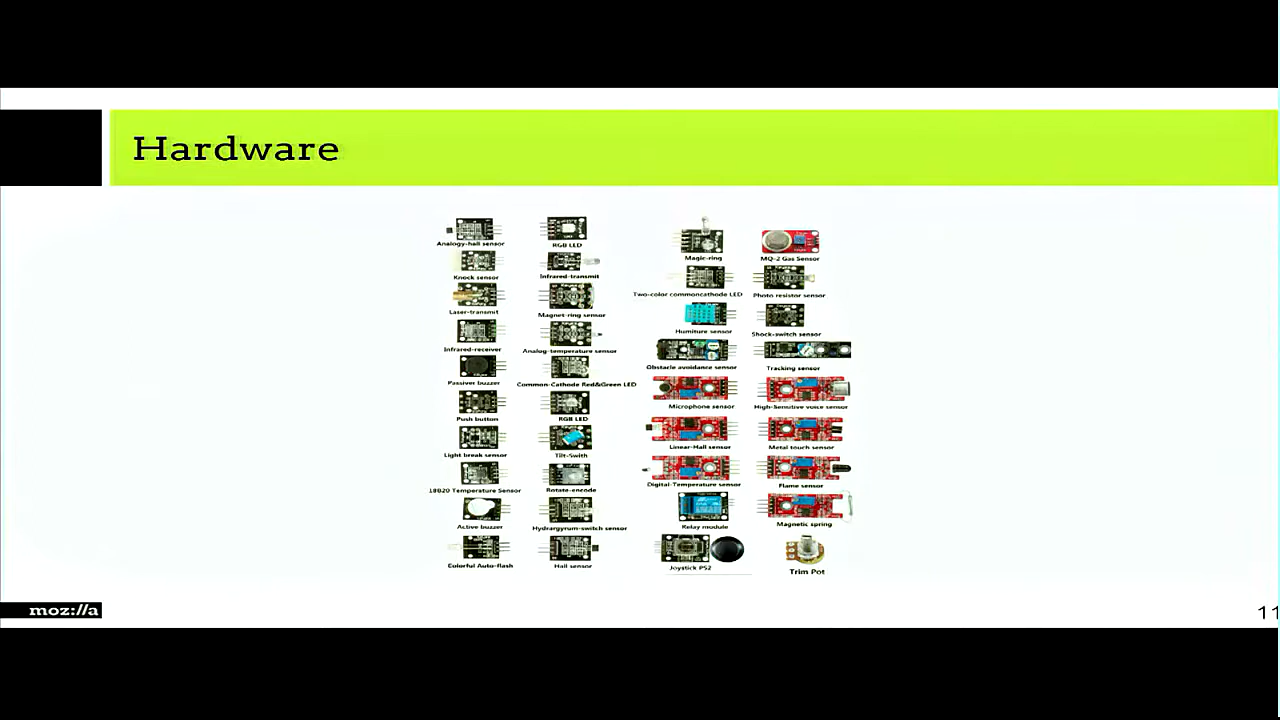 Hardware
Analogy-hall sensor
RGB LED
Magic-ring
MQ-2 Gas Sensor
Knock sensor
Infrared-transmit
Two-color commoncathode LED
Photo resistor sensor
Laser-transmit
Magnet-ring sensor
Humiture sensor
Shock-switch sensor
Infrared-receiver
Analog-temperature sensor
Obstacle avoidance sensor
Tracking sensor
Passiver buzzer
Common-Cathode Red&Green LED
Microphone sensor
High-Sensitive voice sensor
Push button
RGB LED
Linear-Hall sensor
Metal touch sensor
Light break sensor
Tilt-Swith
Digital-Temperature sensor
Flame sensor
18B20 Temperature Sensor
Rotate-encode
Relay module
Magnetic spring
Active buzzer
Hydrargyrum-switch sensor
Joystick PS2
Trim Pot
Colorful Auto-flash
Hall sensor
moz://a
11